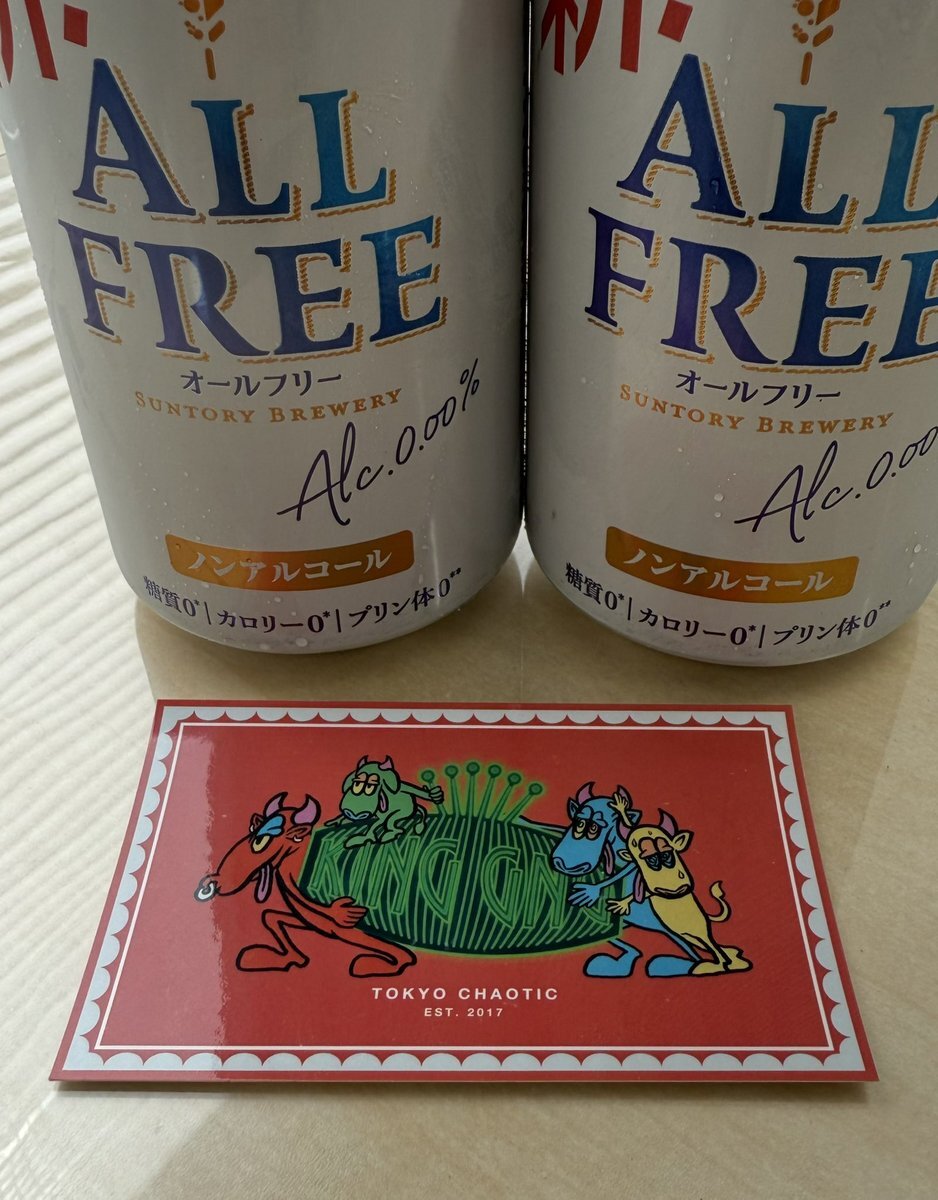 ALL
FREE
オールフリー
SUNTORY BREWERY
Alc.0.00%
ノンアルコール
糖質0*|カロリー0*|プリン体0**
ALL
FREE
オールフリー
SUNTORY BREWERY
Alc.0.00
ノンアルコール
糖質0*|カロリー0*|プリン体0**
KING GNU
TOKYO CHAOTIC
EST. 2017